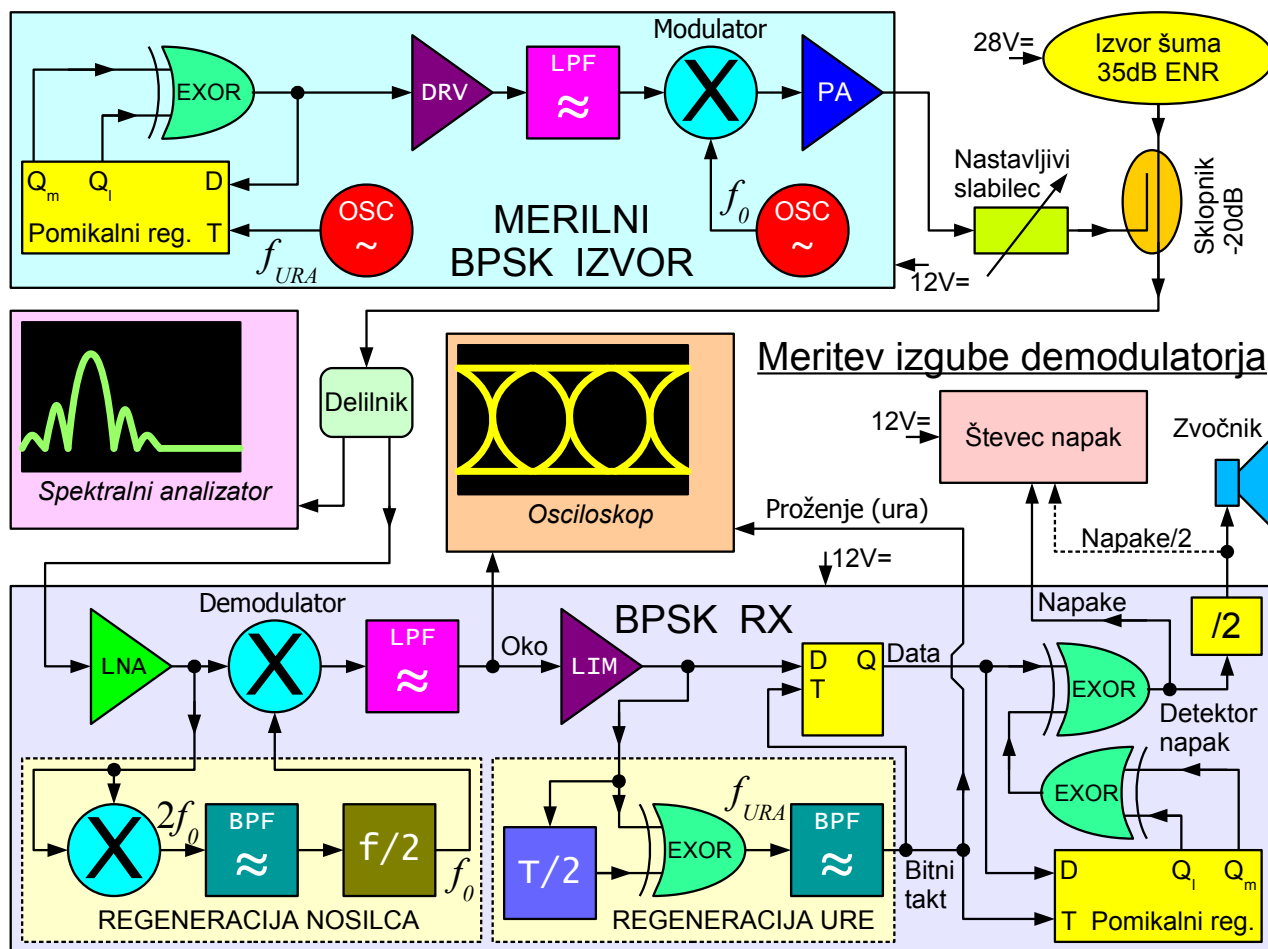 Modulator
28V=
Izvor šuma
35dB ENR
EXOR
DRV
LPF
≈
X
PA
Qm Ql D
Pomikalni reg. T
fURA
OSC
~
MERILNI
BPSK IZVOR
f0
OSC
~
12V=
Nastavljivi
slabilec
Sklopnik
-20dB
Spektralni analizator
Delilnik
Osciloskop
Meritev izgube demodulatorja
12V=
Števec napak
Zvočnik
Proženje (ura)
Napake/2
12V=
BPSK RX
Napake
/2
Demodulator
LNA
X
LPF
≈
Oko
LIM
D Q
T
Data
EXOR
Detektor
napak
EXOR
X
2f0
BPF
≈
f/2
f0
REGENERACIJA NOSILCA
T/2
EXOR
fURA
BPF
≈
REGENERACIJA URE
Bitni
takt
D Ql Qm
T Pomikalni reg.